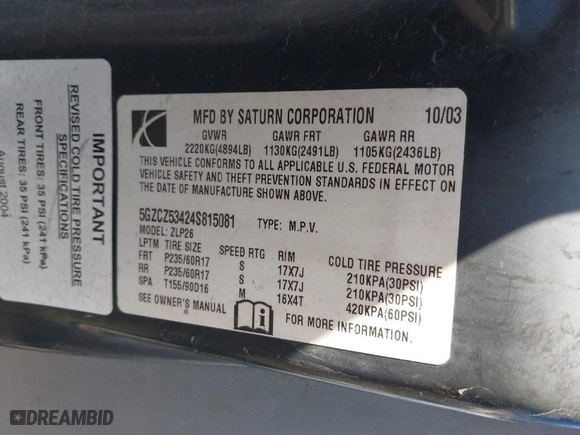 IMPORTANT
REVISED COLD TIRE PRESSURE
SPECIFICATIONS
FRONT TIRES: 35 PSI (241 kPa)
REAR TIRES: 35 PSI (241 kPa)
August 2004
MFD BY SATURN CORPORATION 10/03
GVWR GAWR FRT GAWR RR
2220KG(4894LB) 1130KG(2491LB) 1105KG(2436LB)
THIS VEHICLE CONFORMS TO ALL APPLICABLE U.S. FEDERAL MOTOR
VEHICLE SAFETY AND THEFT PREVENTION STANDARDS IN EFFECT ON
THE DATE OF MANUFACTURE SHOWN ABOVE.
5GZCZ53424S815081 TYPE: M.P.V.
MODEL: ZLP26
LPTM TIRE SIZE SPEED RTG RIM COLD TIRE PRESSURE
FRT P235/60R17 S 17X7J 210KPA(30PSI)
RR P235/60R17 S 17X7J 210KPA(30PSI)
SPA T155/90D16 M 16X4T 420KPA(60PSI)
SEE OWNER'S MANUAL FOR MORE INFORMATION.
DREAMBID